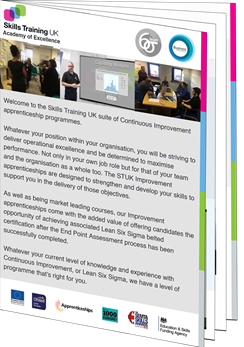 Skills Training UK
Academy of Excellence
Welcome to the Skills Training UK suite of Continuous Improvement
apprenticeship programmes.
Whatever your position within your organisation, you will be striving to
deliver operational excellence and be determined to maximise
performance. Not only in your own job role but for that of your team
and the organisation as a whole too. The STUK Improvement
apprenticeships are designed to strengthen and develop your skills to
support you in the delivery of those objectives.
As well as being market leading courses, our Improvement
apprenticeships come with the added value of offering candidates the
opportunity of achieving associated Lean Six Sigma belted
certification after the End Point Assessment process has been
successfully completed.
Whatever your current level of knowledge and experience with
Continuous Improvement, or Lean Six Sigma, we have a level of
programme that's right for you.
Apprenticeships
Education & Skills
Funding Agency